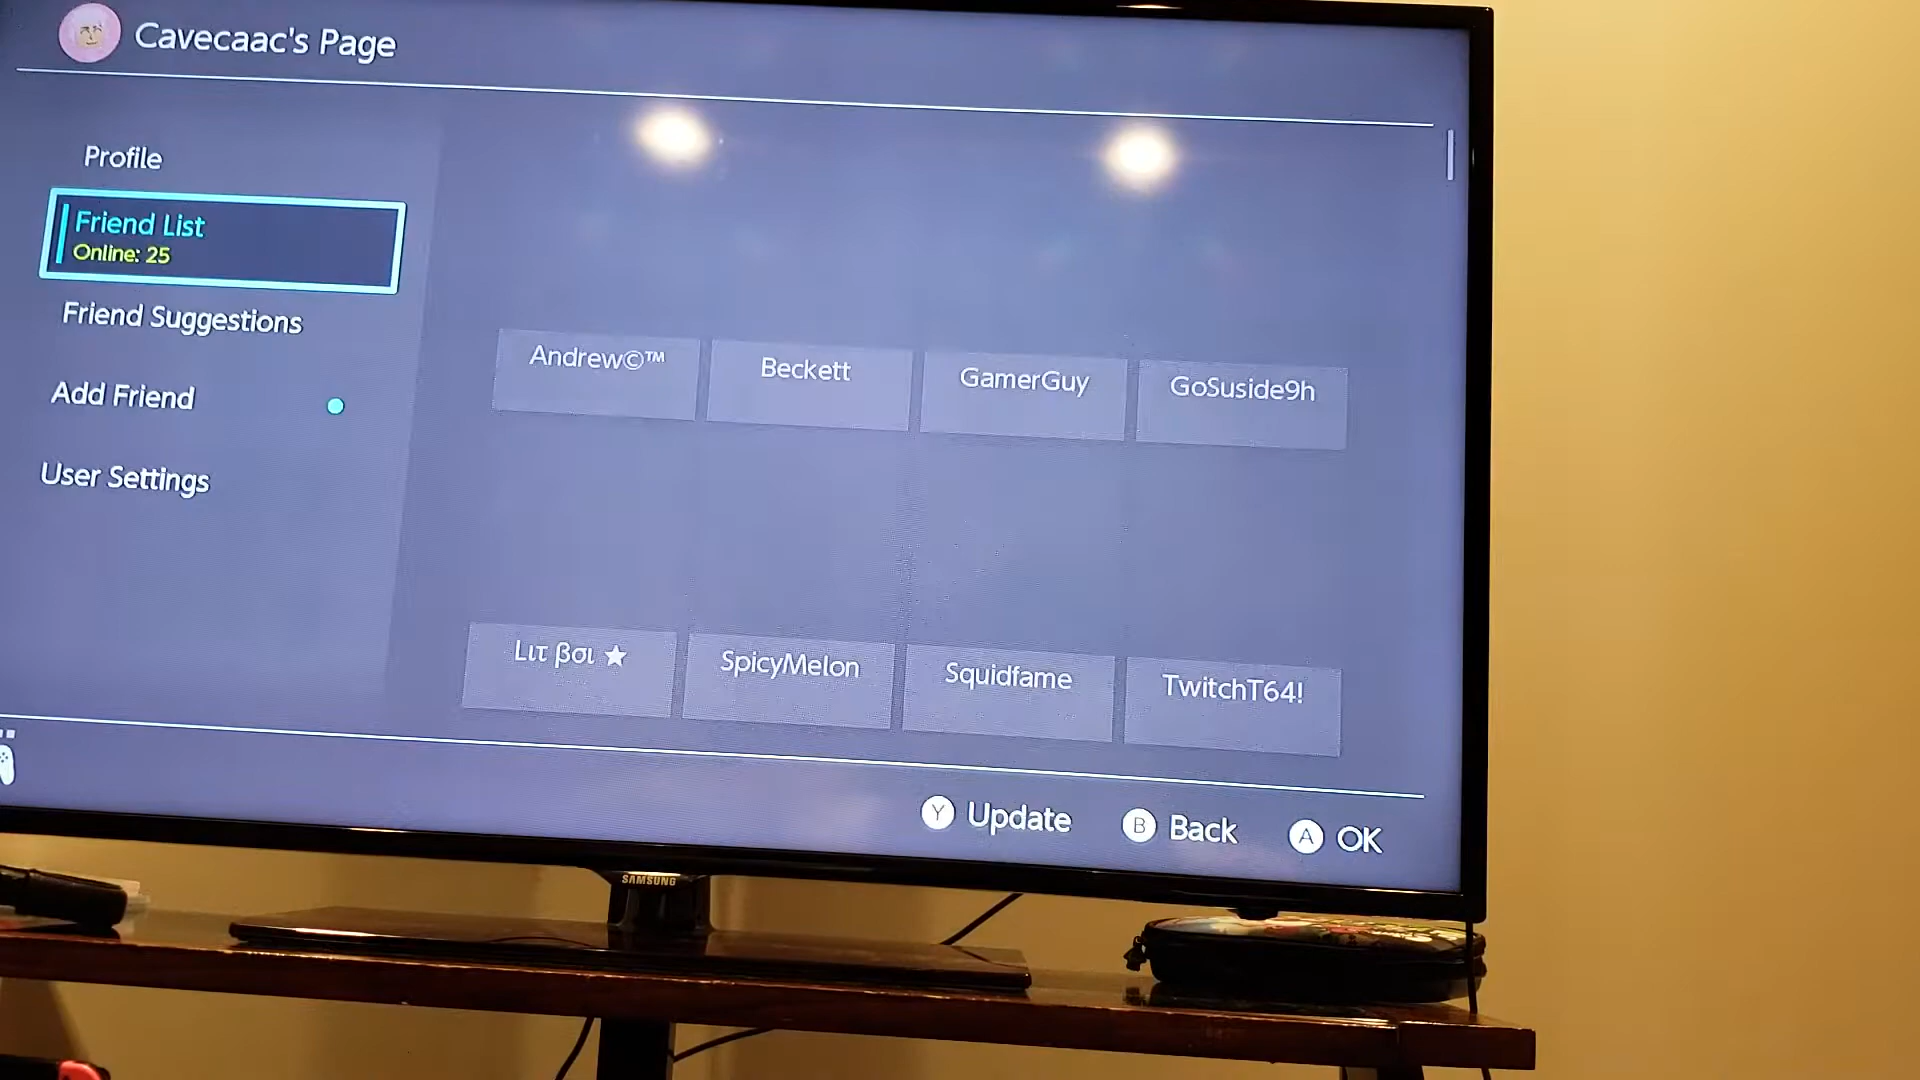 Cavecaac's Page
Profile
Friend List
Online: 25
Friend Suggestions
Add Friend
User Settings
Andrew©™
Beckett
GamerGuy
GoSuside9h
Lιτ βσι ★
SpicyMelon
Squidfame
TwitchT64!
Y Update
B Back
A OK
SAMSUNG